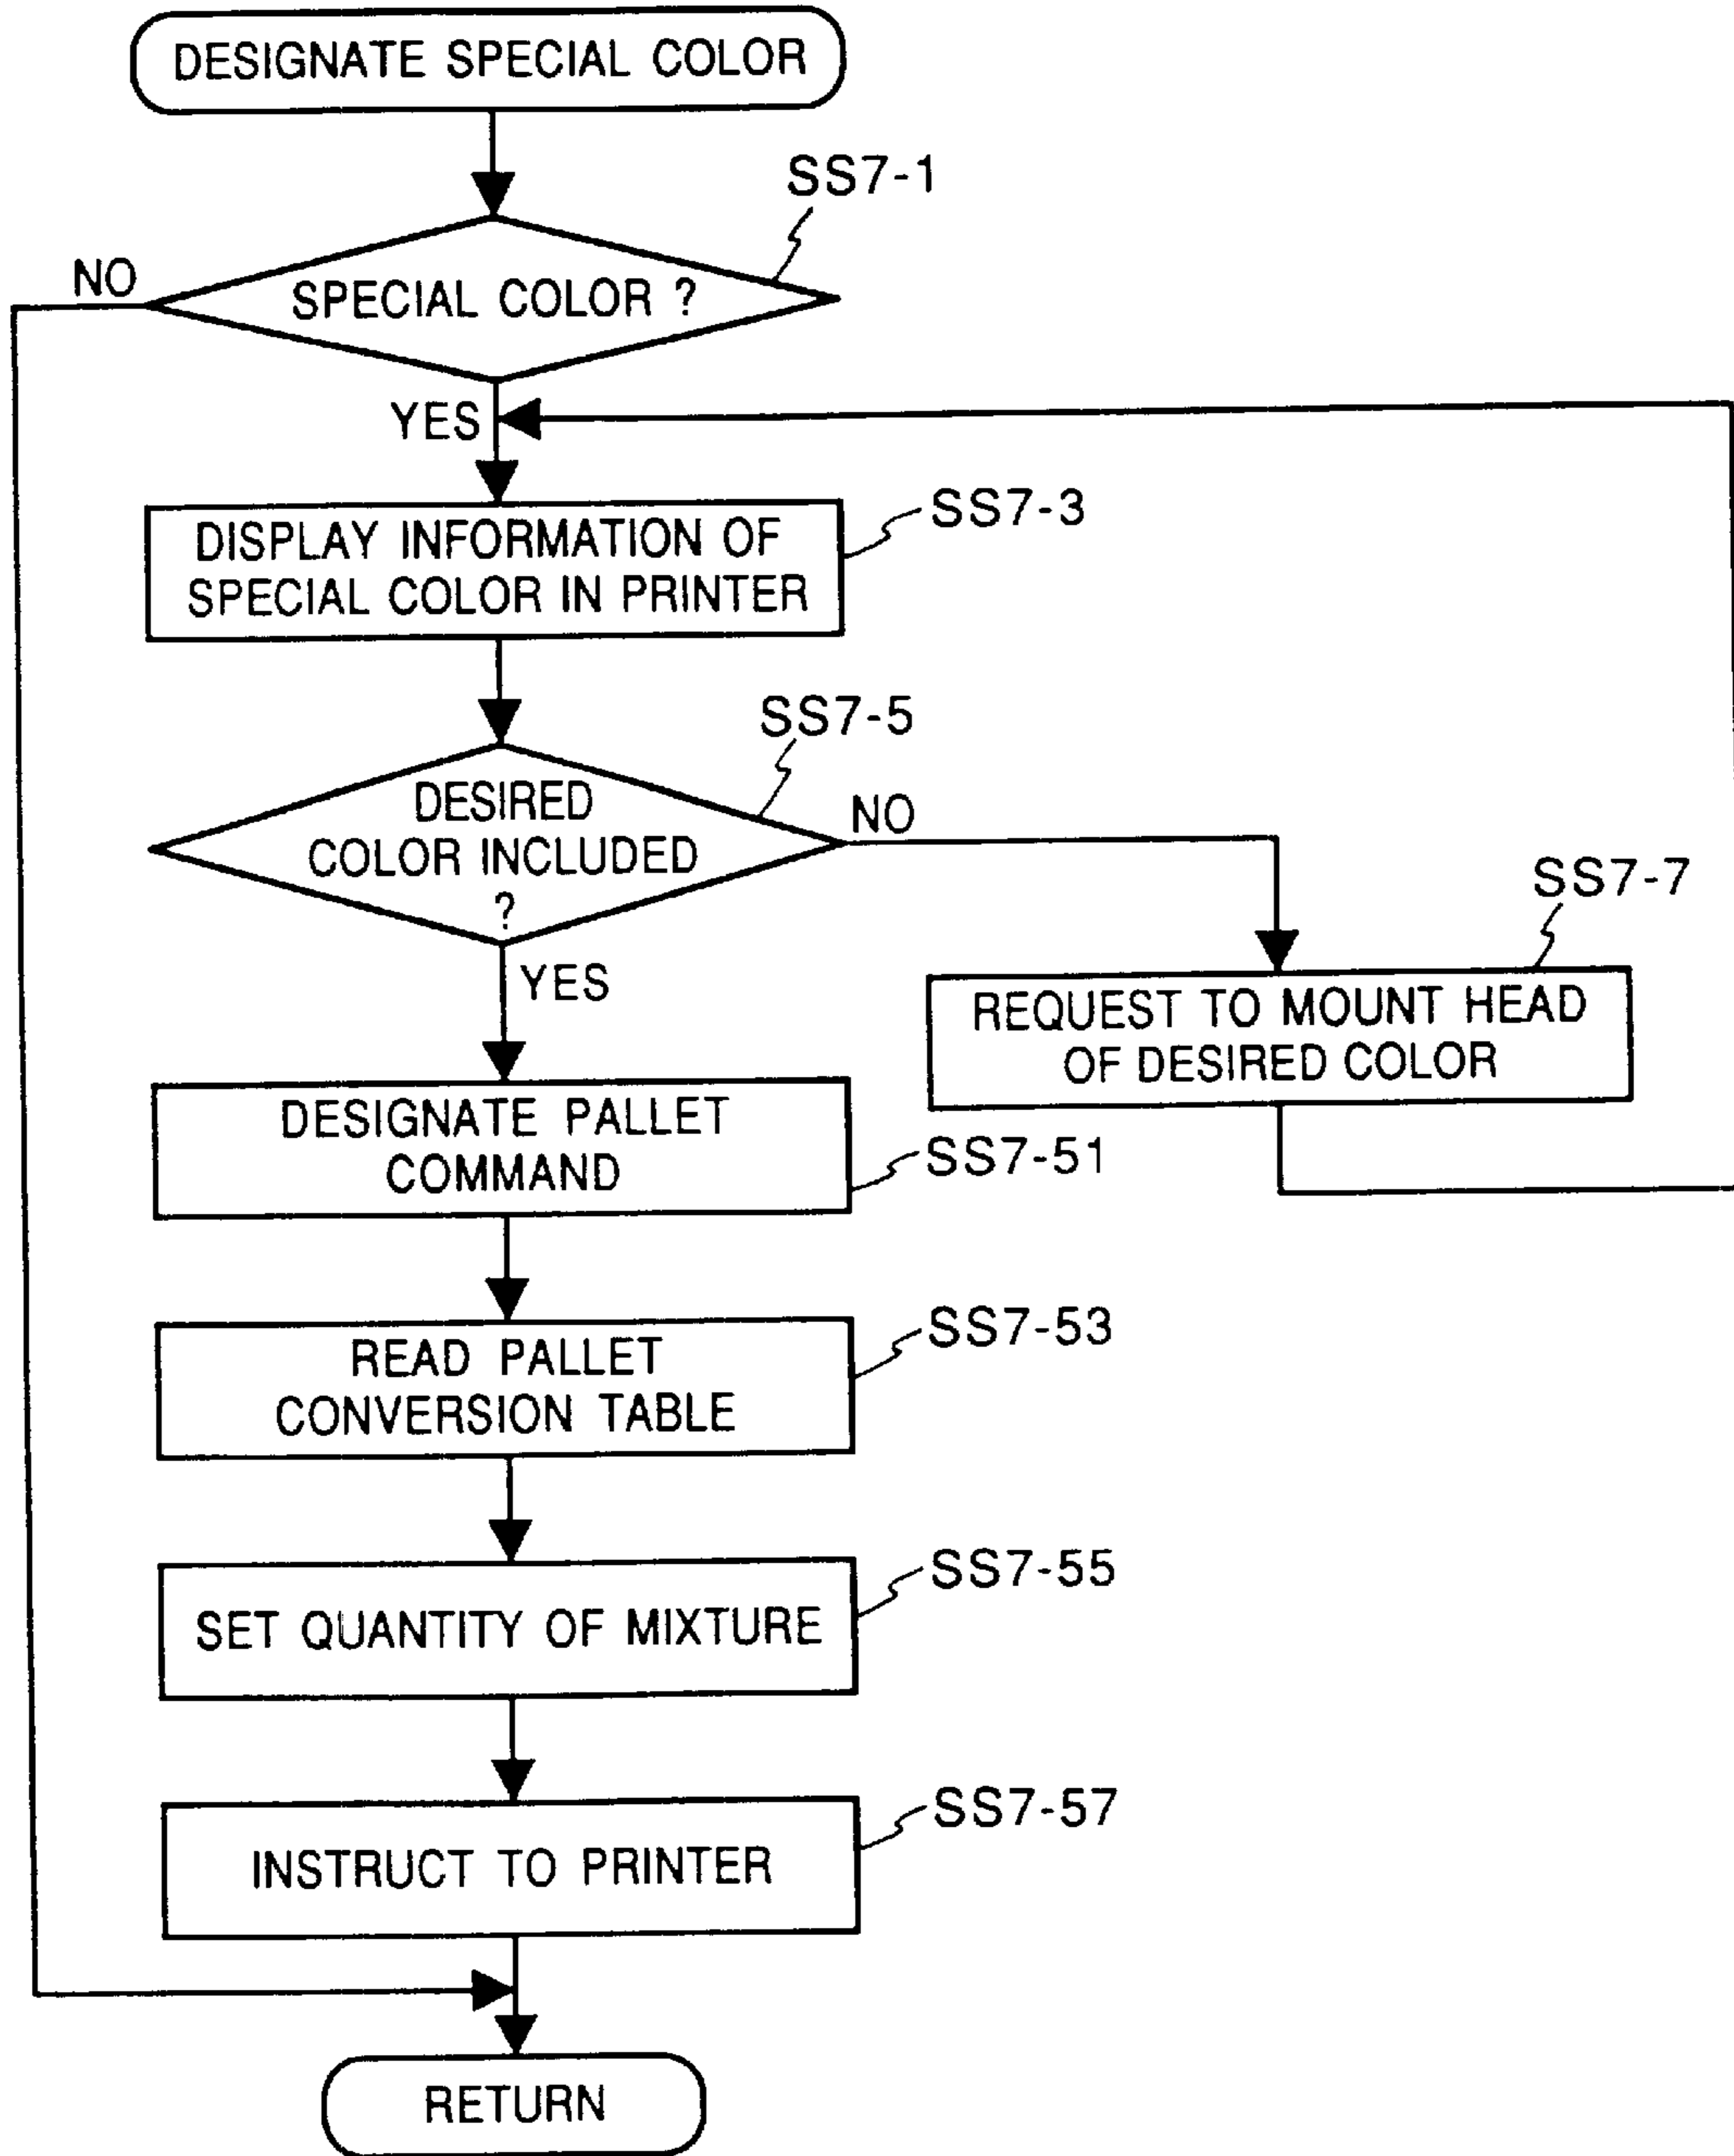 DESIGNATE SPECIAL COLOR
SS7-1
NO
SPECIAL COLOR ?
YES
SS7-3
DISPLAY INFORMATION OF
SPECIAL COLOR IN PRINTER
SS7-5
DESIRED
COLOR INCLUDED
?
NO
SS7-7
YES
REQUEST TO MOUNT HEAD
OF DESIRED COLOR
DESIGNATE PALLET
COMMAND
SS7-51
SS7-53
READ PALLET
CONVERSION TABLE
SS7-55
SET QUANTITY OF MIXTURE
SS7-57
INSTRUCT TO PRINTER
RETURN